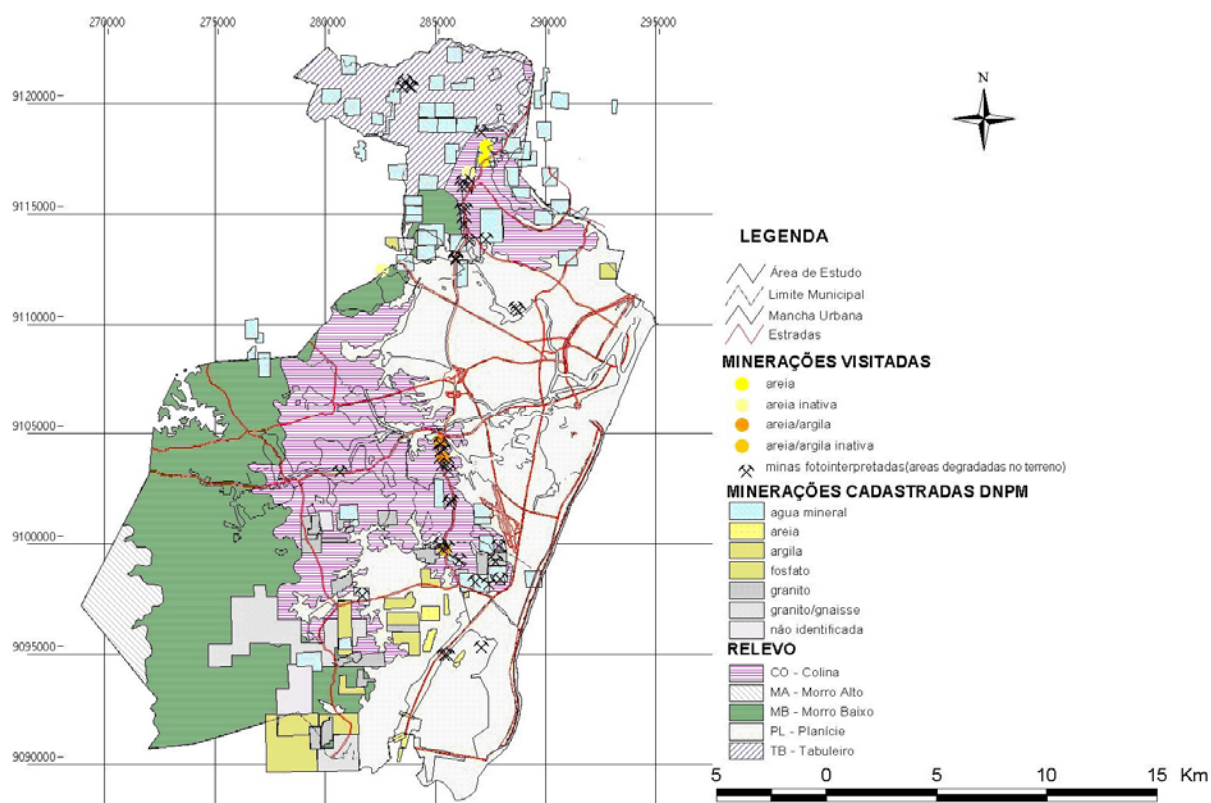 270000 275000 280000 285000 290000 295000
9120000
9115000
9110000
9105000
9100000
9095000
9090000
N
LEGENDA
Área de Estudo
Limite Municipal
Mancha Urbana
Estradas
MINERAÇÕES VISITADAS
areia
areia inativa
areia/argila
areia/argila inativa
minas fotointerpretadas(areas degradadas no terreno)
MINERAÇÕES CADASTRADAS DNPM
agua mineral
areia
argila
fosfato
granito
granito/gnaisse
não identificada
RELEVO
CO - Colina
MA - Morro Alto
MB - Morro Baixo
PL - Planície
TB - Tabuleiro
5 0 5 10 15 Km